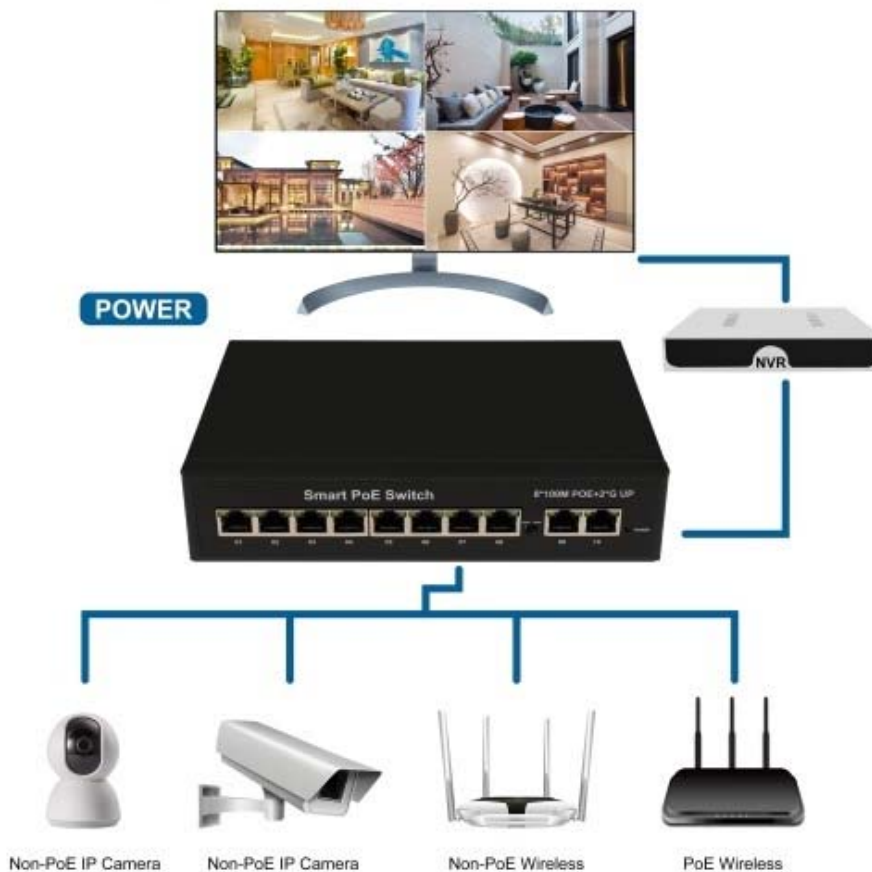 POWER
NVR
Smart PoE Switch
8*100M POE+2*G UP
Non-PoE IP Camera
Non-PoE IP Camera
Non-PoE Wireless
PoE Wireless